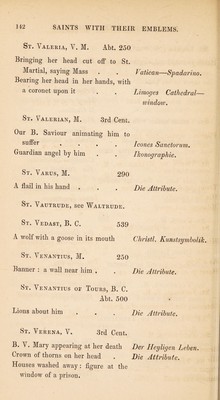 142 SAINTS WITH THEIR EMBLEMS.
St. Valeria, V. M. Abt. 250
Bringing her head cut off to St.
Martial, saying Mass . . Vatican—Spadarino.
Bearing her head in her hands, with
a coronet upon it . . Limoges Cathedral—
window.
St. Valerian, M. 3rd Cent.
Our B. Saviour animating him to
suffer . . . . Icones Sanctorum.
Guardian angel by him . . Ikonographie.
St. Varus, M. 290
A flail in his hand . . . Die Attribute.
St. Vautrude, see Waltrude.
St. Vedast, B. C. 539
A wolf with a goose in its mouth Christl. Kunstsymbolik.
St. Venantius, M. 250
Banner : a wall near him . . Die Attribute.
St. Venantius of Tours, B. C.
Abt. 500
Lions about him . . . Die Attribute.
St. Verena, V. 3rd Cent.
B. V. Mary appearing at her death Der Heyligen Leben.
Crown of thorns on her head . Die Attribute.
Houses washed away : figure at the
window of a prison.